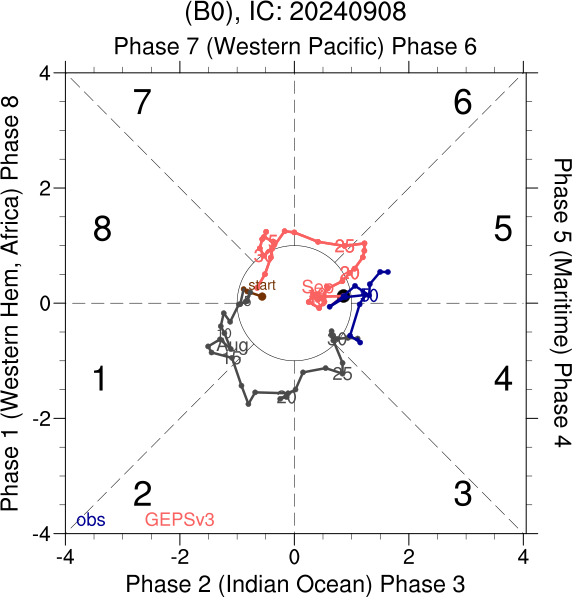 (B0), IC: 20240908
Phase 7 (Western Pacific) Phase 6
Phase 1 (Western Hem, Africa) Phase 8
Phase 5 (Maritime) Phase 4
4
2
0
-2
-4
7
6
8
5
1
4
2
3
25
20
Sep
start
Aug
25
20
obs
GEPSv3
-4
-2
0
2
4
Phase 2 (Indian Ocean) Phase 3